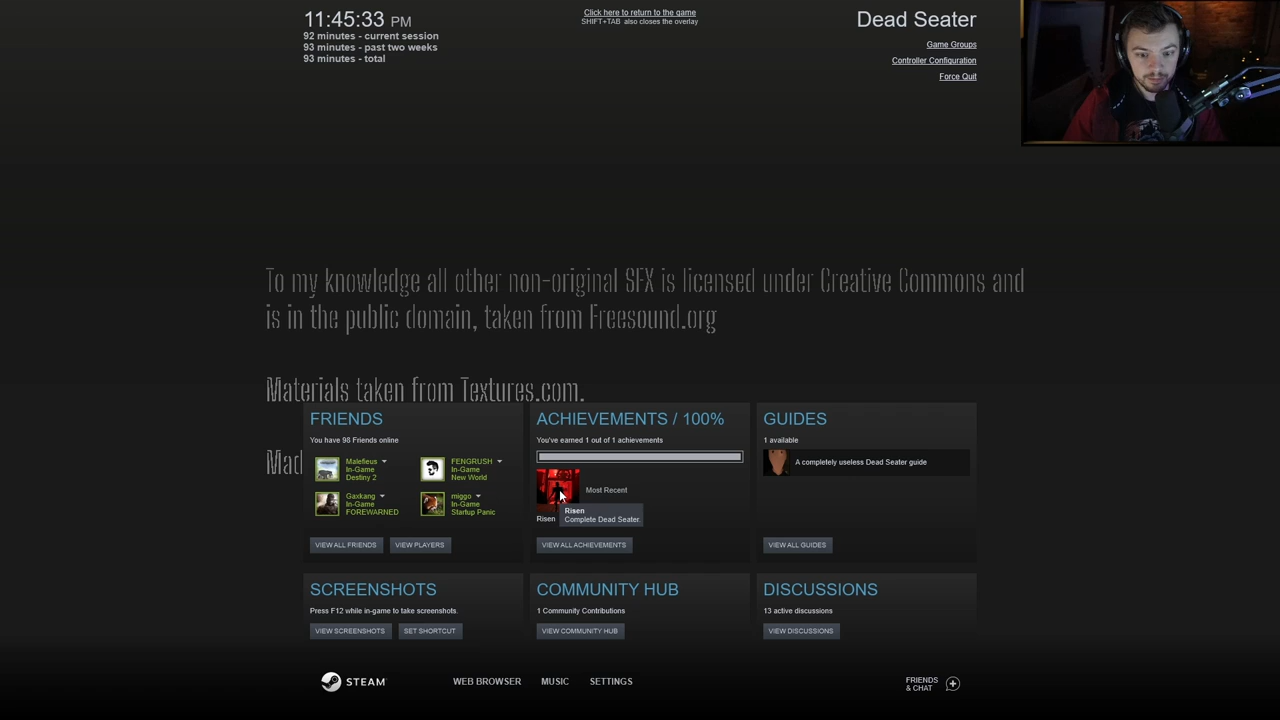 11:45:33 PM
92 minutes - current session
93 minutes - past two weeks
93 minutes - total
Click here to return to the game
SHIFT+TAB also closes the overlay
Dead Seater
Game Groups
Controller Configuration
Force Quit
To my knowledge all other non-original SFX is licensed under Creative Commons and
is in the public domain, taken from Freesound.org
Materials taken from Textures.com.
Mad
FRIENDS
You have 98 Friends online
Malefieus
In-Game
Destiny 2
FENGRUSH
In-Game
New World
Gaxkang
In-Game
FOREWARNED
miggo
In-Game
Startup Panic
VIEW ALL FRIENDS
VIEW PLAYERS
ACHIEVEMENTS / 100%
You've earned 1 out of 1 achievements
Most Recent
Risen
Risen
Complete Dead Seater.
VIEW ALL ACHIEVEMENTS
GUIDES
1 available
A completely useless Dead Seater guide
VIEW ALL GUIDES
SCREENSHOTS
Press F12 while in-game to take screenshots.
VIEW SCREENSHOTS
SET SHORTCUT
COMMUNITY HUB
1 Community Contributions
VIEW COMMUNITY HUB
DISCUSSIONS
13 active discussions
VIEW DISCUSSIONS
STEAM
WEB BROWSER
MUSIC
SETTINGS
FRIENDS
& CHAT